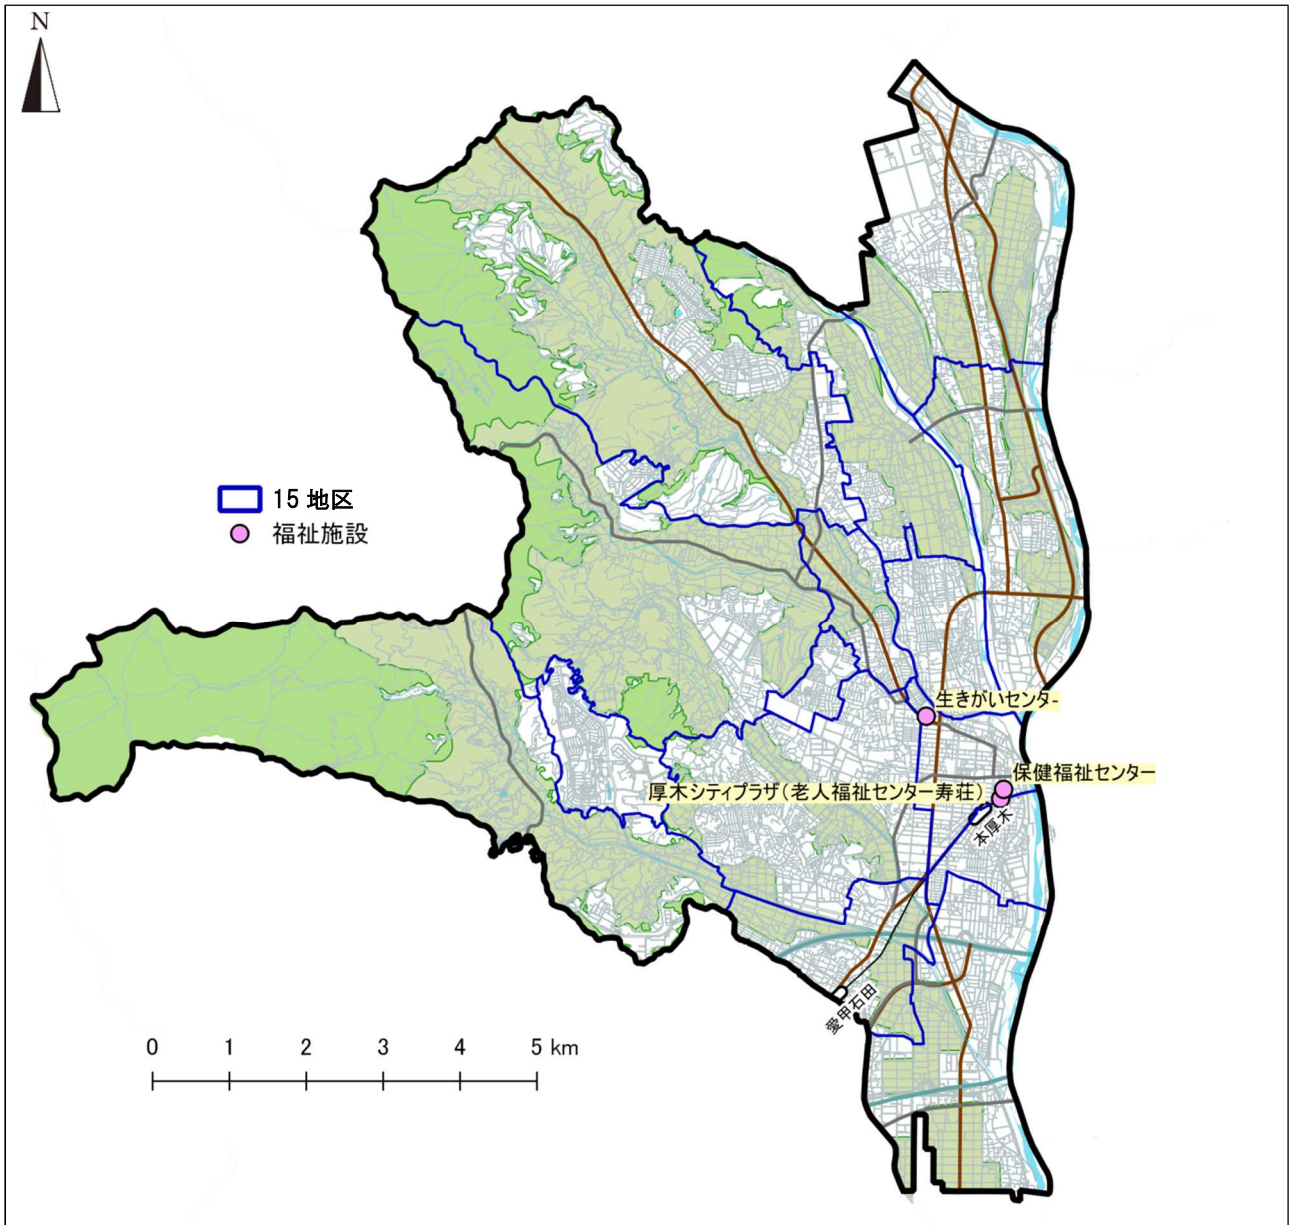 N
15 地区
福祉施設
生きがいセンター
保健福祉センター
厚木シティプラザ(老人福祉センター寿荘)
本厚木
愛甲石田
0 1 2 3 4 5 km